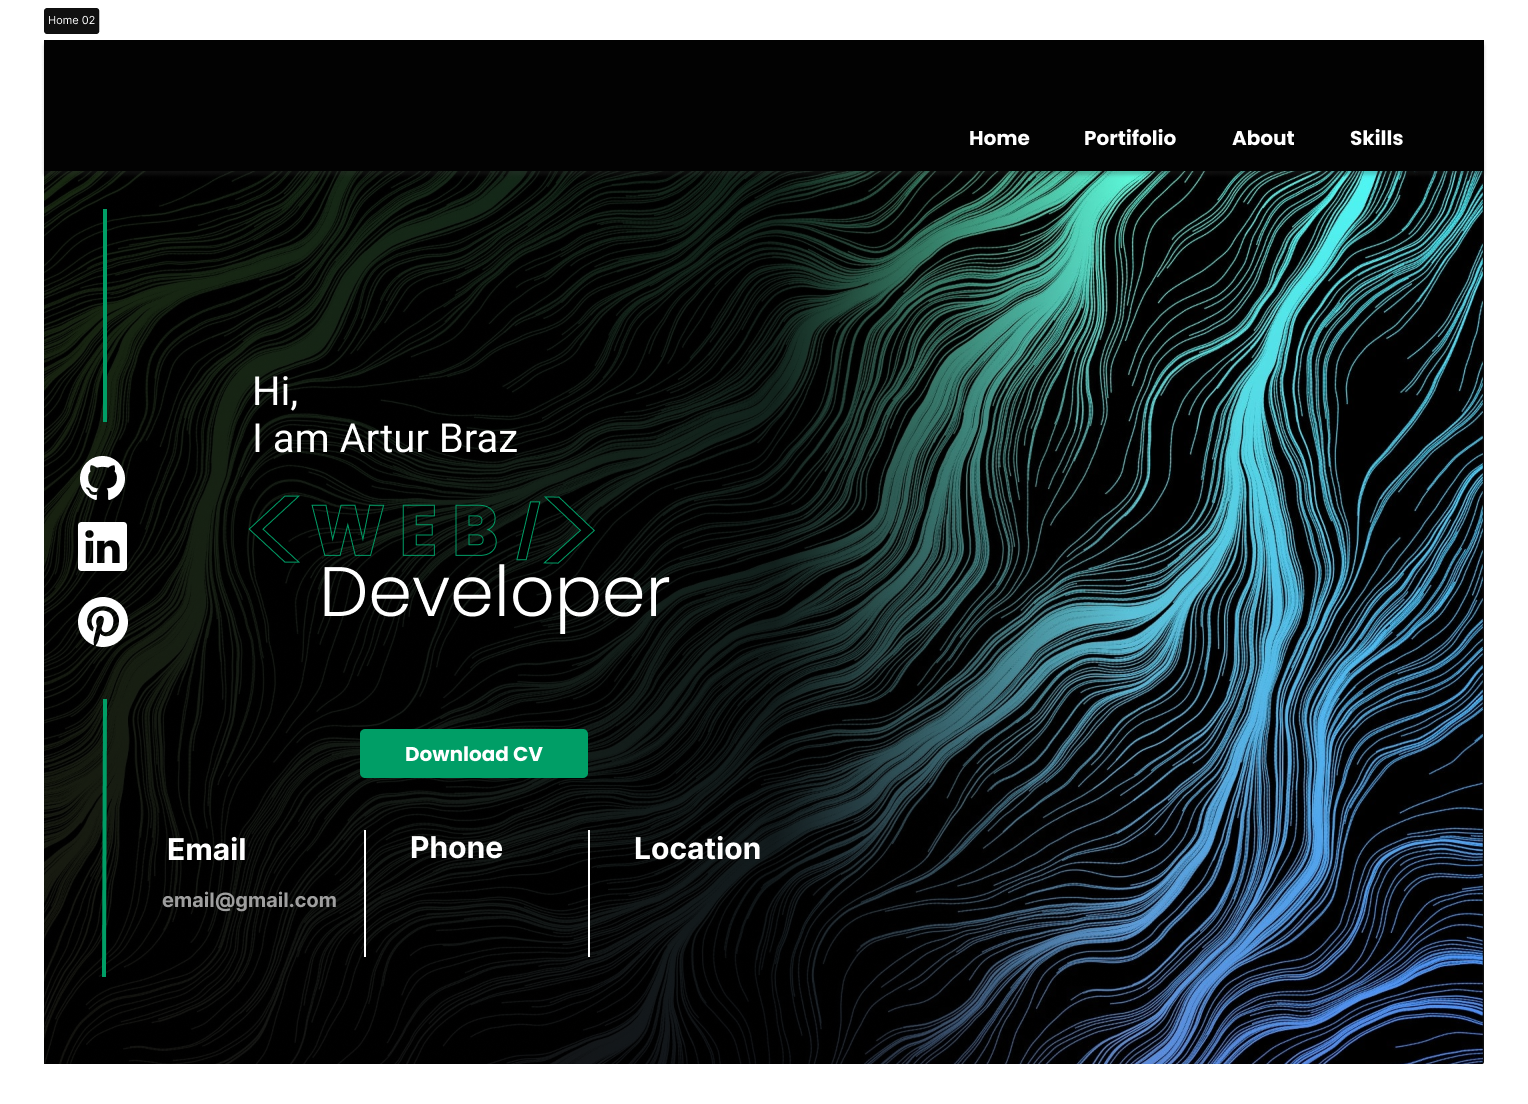 Home 02
Home Portifolio About Skills
Hi,
I am Artur Braz
<WEB/>
Developer
in
Download CV
Email Phone Location
email@gmail.com